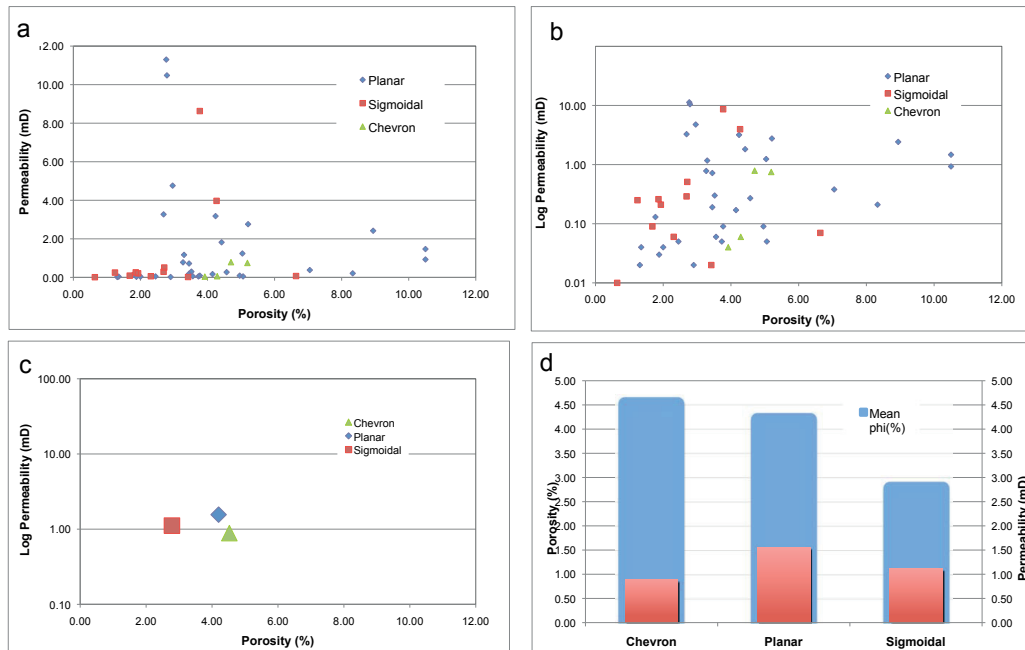 a
12.00
10.00
8.00
6.00
4.00
2.00
0.00
Permeability (mD)
Planar
Sigmoidal
Chevron
0.00 2.00 4.00 6.00 8.00 10.00 12.00
Porosity (%)
b
10.00
1.00
0.10
0.01
Log Permeability (mD)
Planar
Sigmoidal
Chevron
0.00 2.00 4.00 6.00 8.00 10.00 12.00
Porosity (%)
c
100.00
10.00
1.00
0.10
Log Permeability (mD)
Chevron
Planar
Sigmoidal
0.00 2.00 4.00 6.00 8.00 10.00 12.00
Porosity (%)
d
5.00
4.50
4.00
3.50
3.00
2.50
2.00
1.50
1.00
0.50
0.00
Porosity (%)
Mean
phi(%)
5.00
4.50
4.00
3.50
3.00
2.50
2.00
1.50
1.00
0.50
0.00
Permeability (mD)
Chevron Planar Sigmoidal